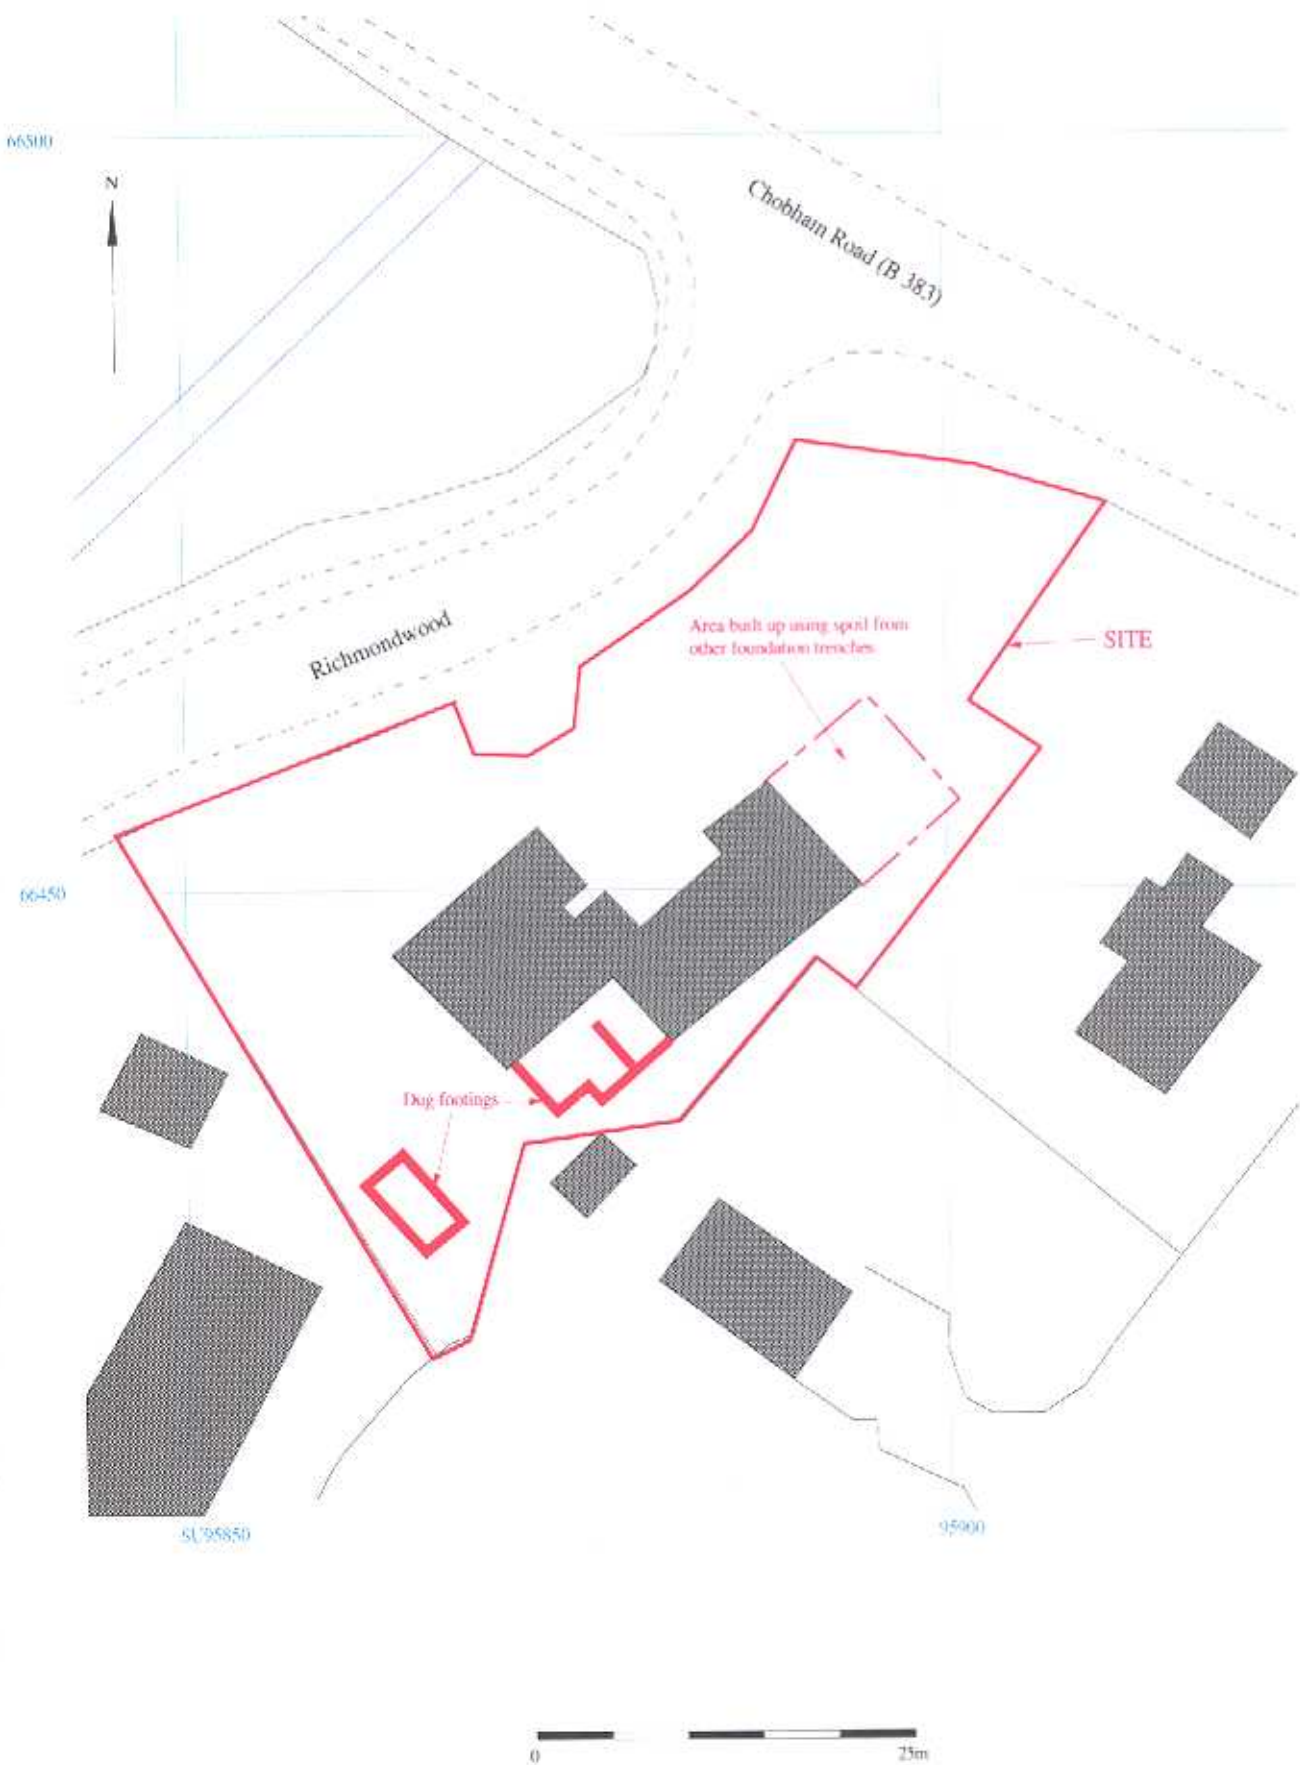 66500
N
Chobham Road (B 383)
Richmondwood
Area built up using spoil from
other foundation trenches
SITE
66450
Dug footings
SU95850
95900
0
25m